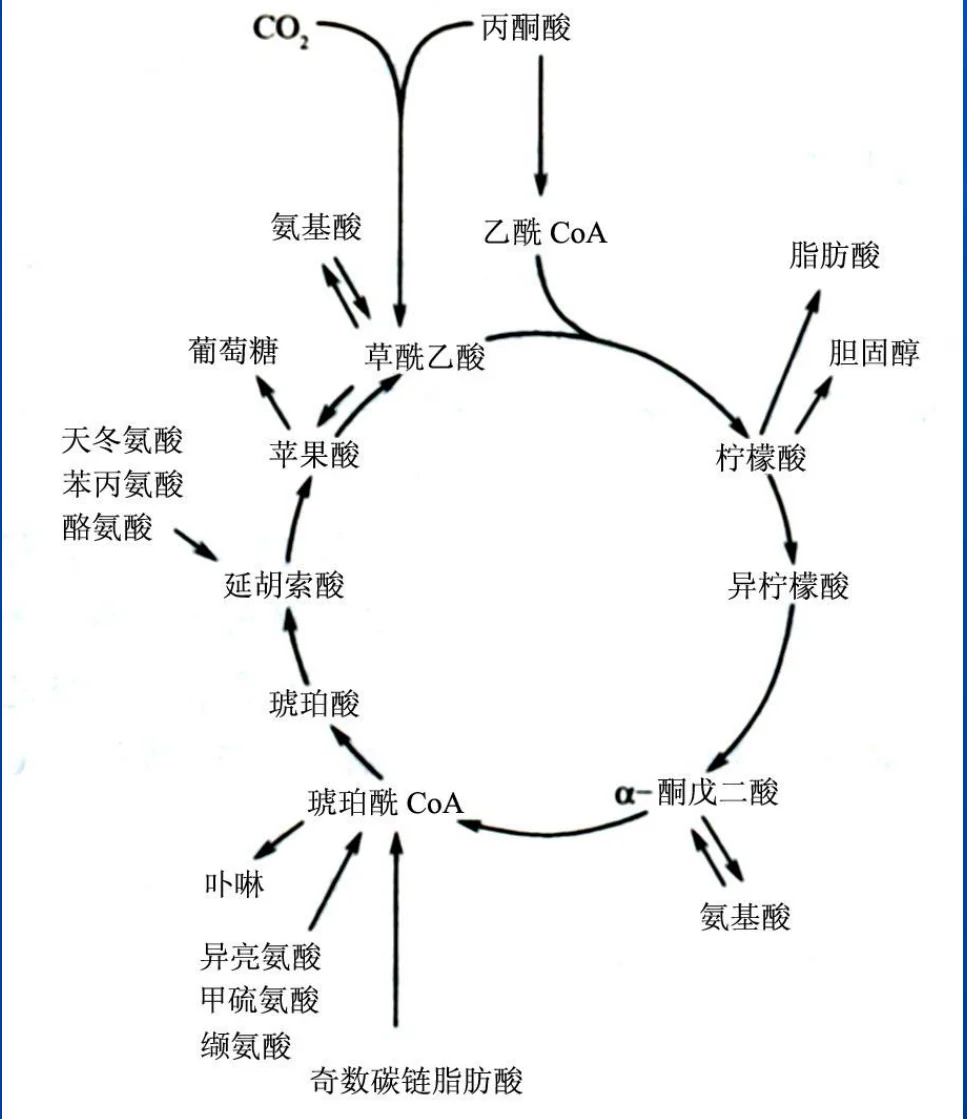 CO₂
丙酮酸
氨基酸
乙酰 CoA
脂肪酸
葡萄糖
草酰乙酸
胆固醇
天冬氨酸
苯丙氨酸
酪氨酸
苹果酸
柠檬酸
延胡索酸
异柠檬酸
琥珀酸
琥珀酰 CoA
α-酮戊二酸
卟啉
氨基酸
异亮氨酸
甲硫氨酸
缬氨酸
奇数碳链脂肪酸